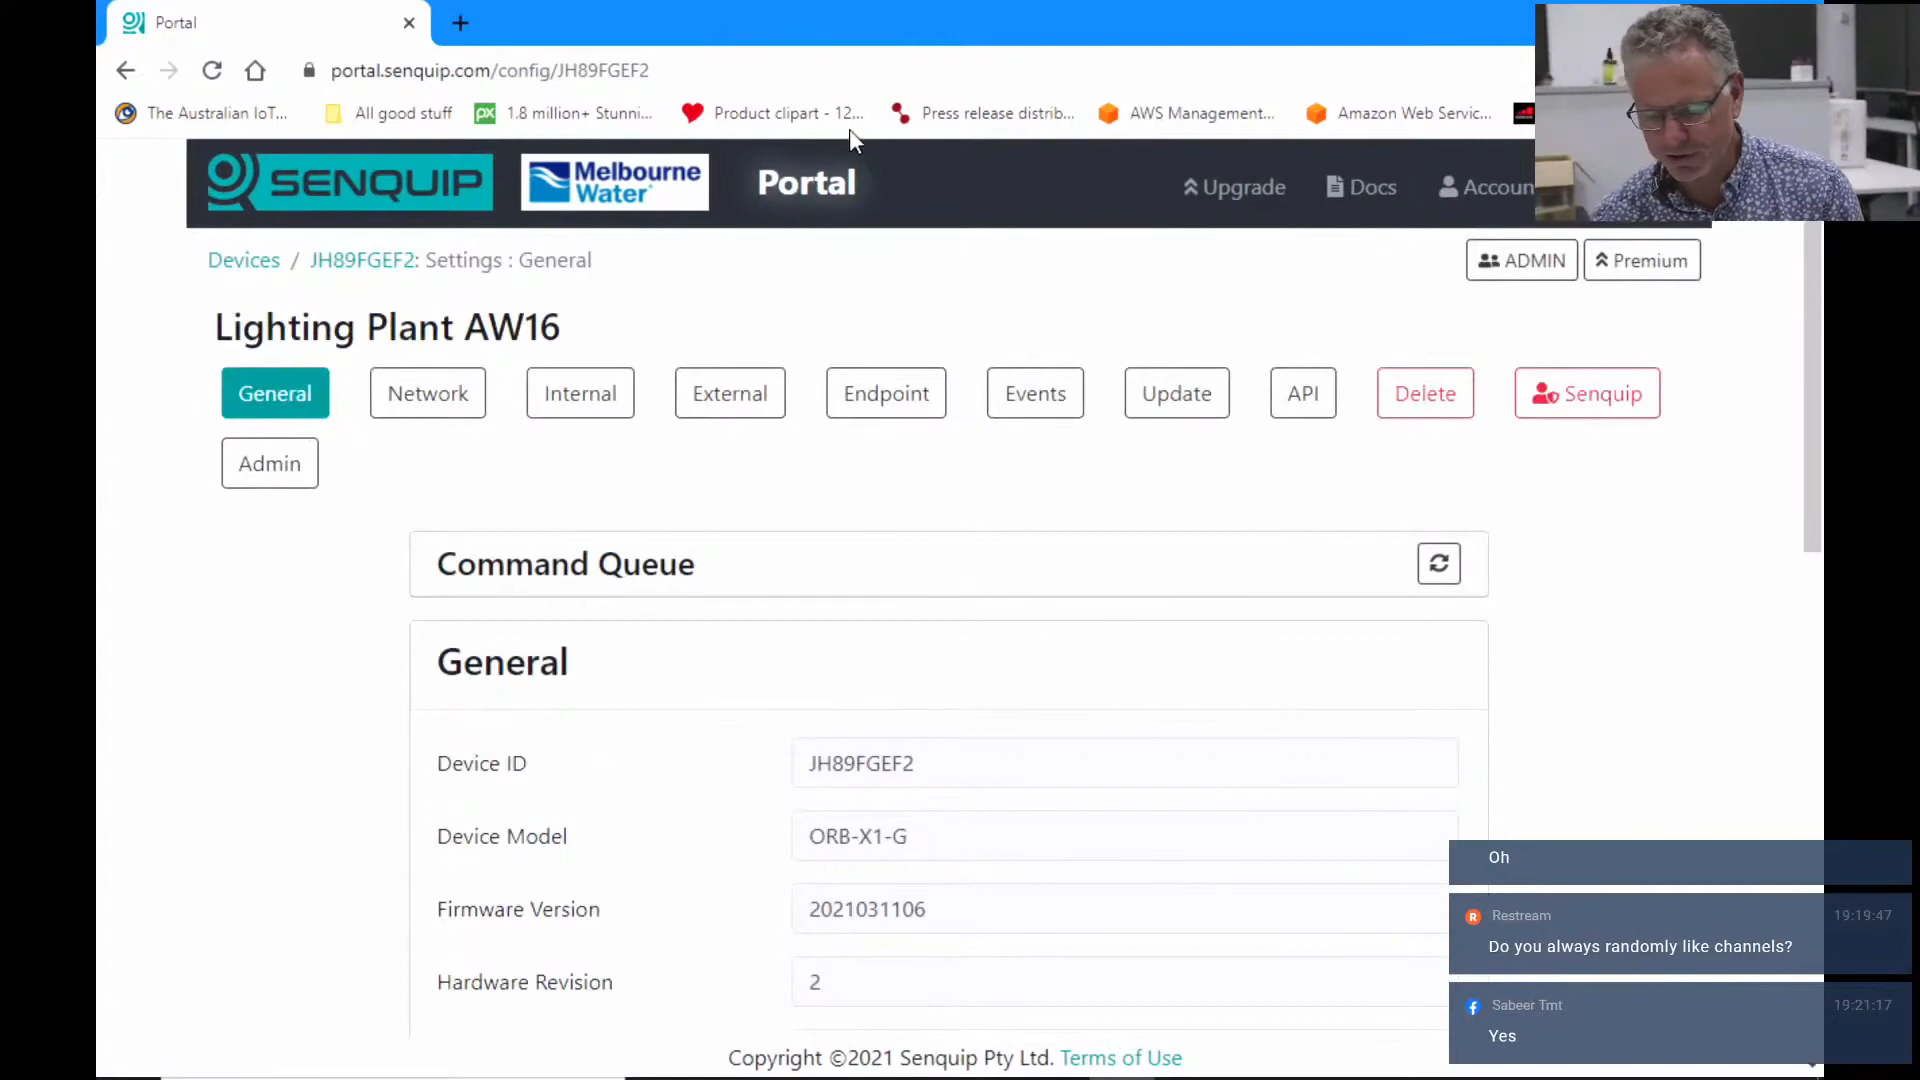 Portal
portal.senquip.com/config/JH89FGEF2
The Australian IoT...
All good stuff
px
1.8 million+ Stunni...
Product clipart - 12...
Press release distrib...
AWS Management...
Amazon Web Servic...
SENQUIP
Melbourne Water
Portal
Upgrade
Docs
Accoun
Devices / JH89FGEF2: Settings : General
ADMIN
Premium
Lighting Plant AW16
General
Network
Internal
External
Endpoint
Events
Update
API
Delete
Senquip
Admin
Command Queue
General
Device ID
JH89FGEF2
Device Model
ORB-X1-G
Firmware Version
2021031106
Hardware Revision
2
Oh
Restream 19:19:47
Do you always randomly like channels?
Sabeer Tmt 19:21:17
Yes
Copyright ©2021 Senquip Pty Ltd. Terms of Use